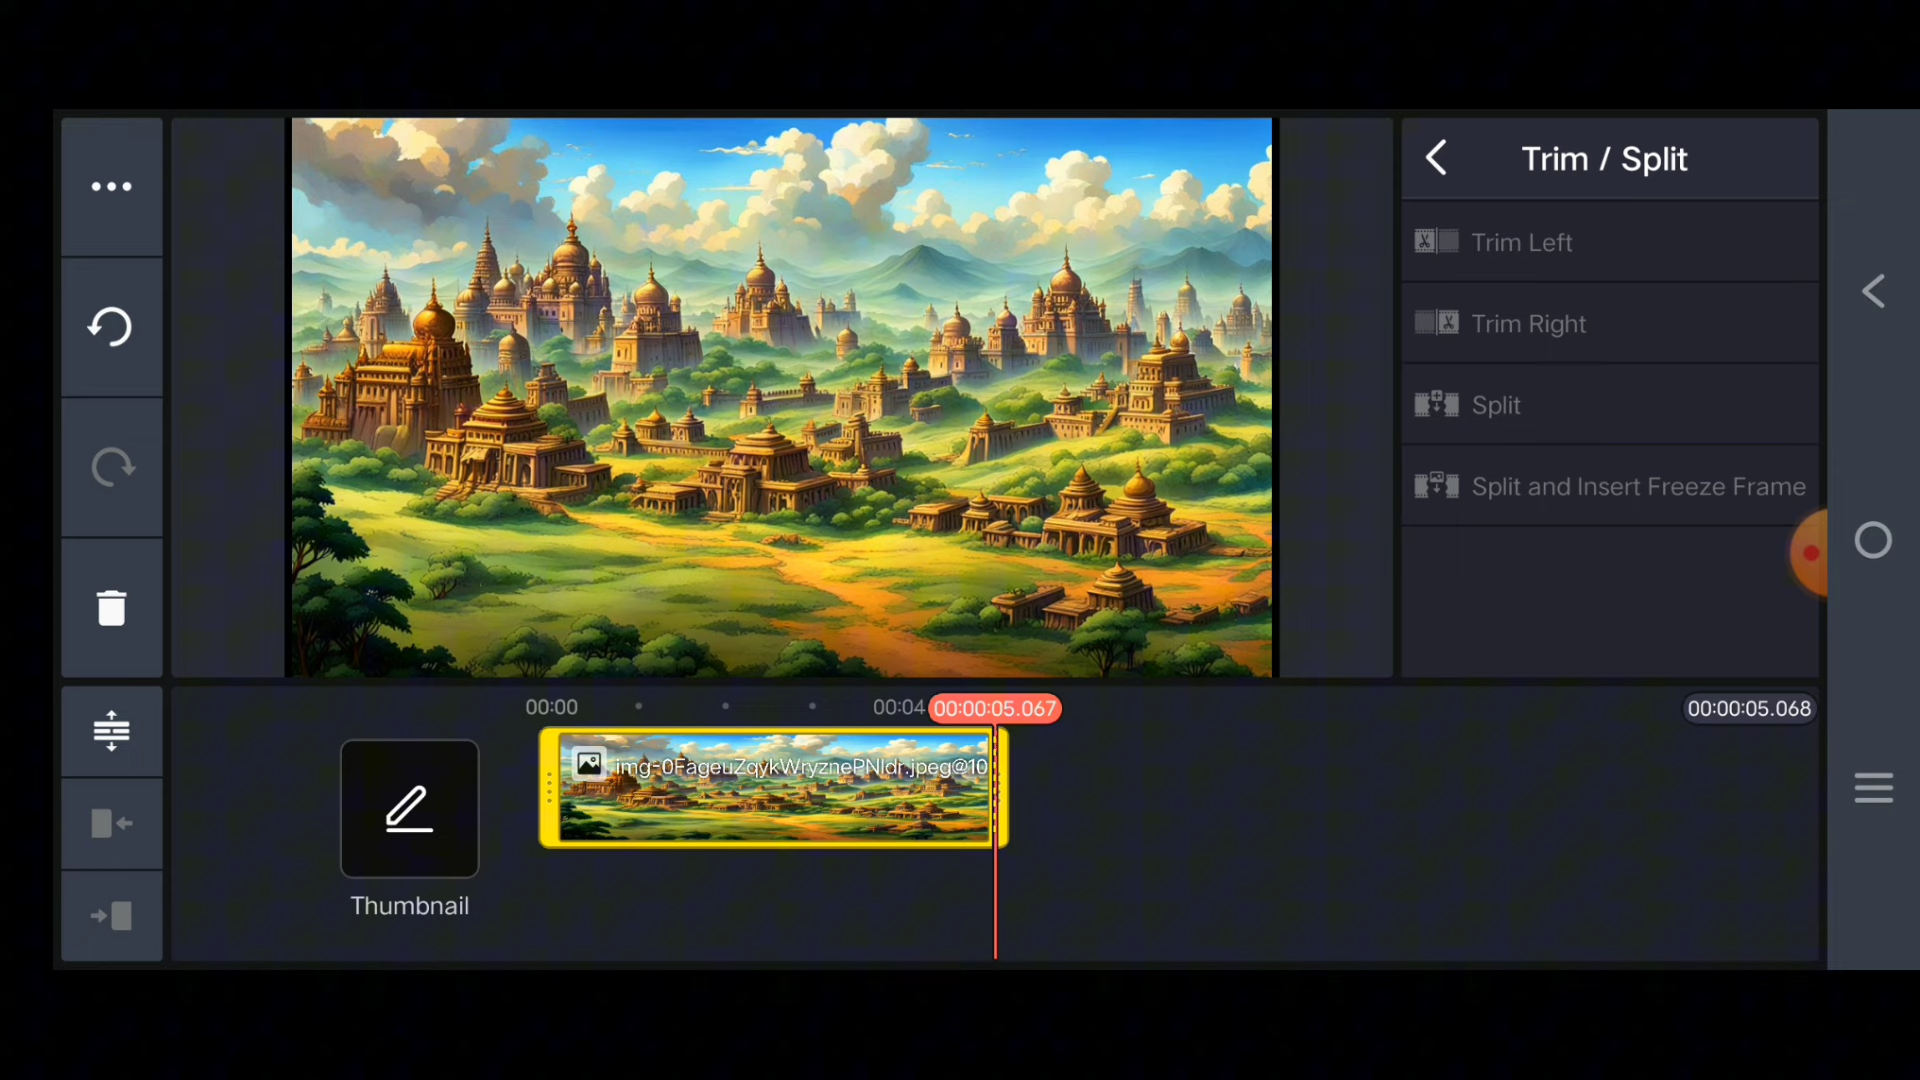 Trim / Split
Trim Left
Trim Right
Split
Split and Insert Freeze Frame
00:00
00:04
00:00:05.067
00:00:05.068
img-0FageuZqykWryznePNIdr.jpeg@10
Thumbnail